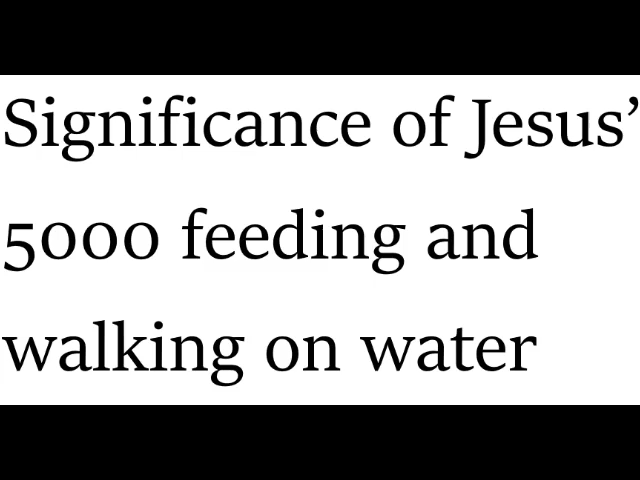 Significance of Jesus’
5000 feeding and
walking on water